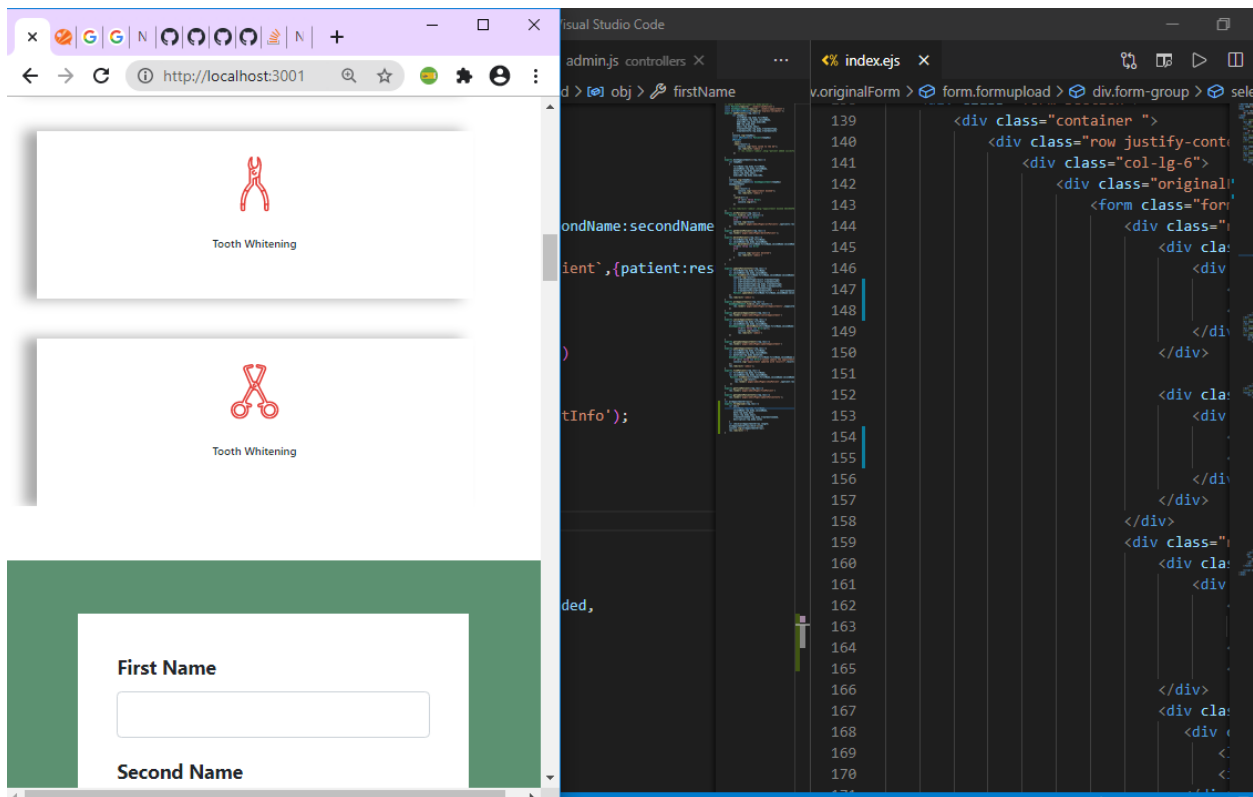 isual Studio Code
G G N N
http://localhost:3001
admin.js controllers
index.ejs
d > obj > firstName
v.originalForm > form.formupload > div.form-group > sele
Tooth Whitening
Tooth Whitening
First Name
Second Name
ondName:secondName
ient`,{patient:res
)
tInfo');
ded,
139 <div class="container ">
140 <div class="row justify-conte
141 <div class="col-lg-6">
142 <div class="original
143 <form class="form
144 <div class="r
145 <div clas
146 <div
147
148
149 </div
150 </div>
151
152 <div clas
153 <div
154
155
156 </div
157 </div>
158 </div>
159 <div class="r
160 <div clas
161 <div
162
163
164
165
166 </div>
167 <div clas
168 <div
169 <
170 <